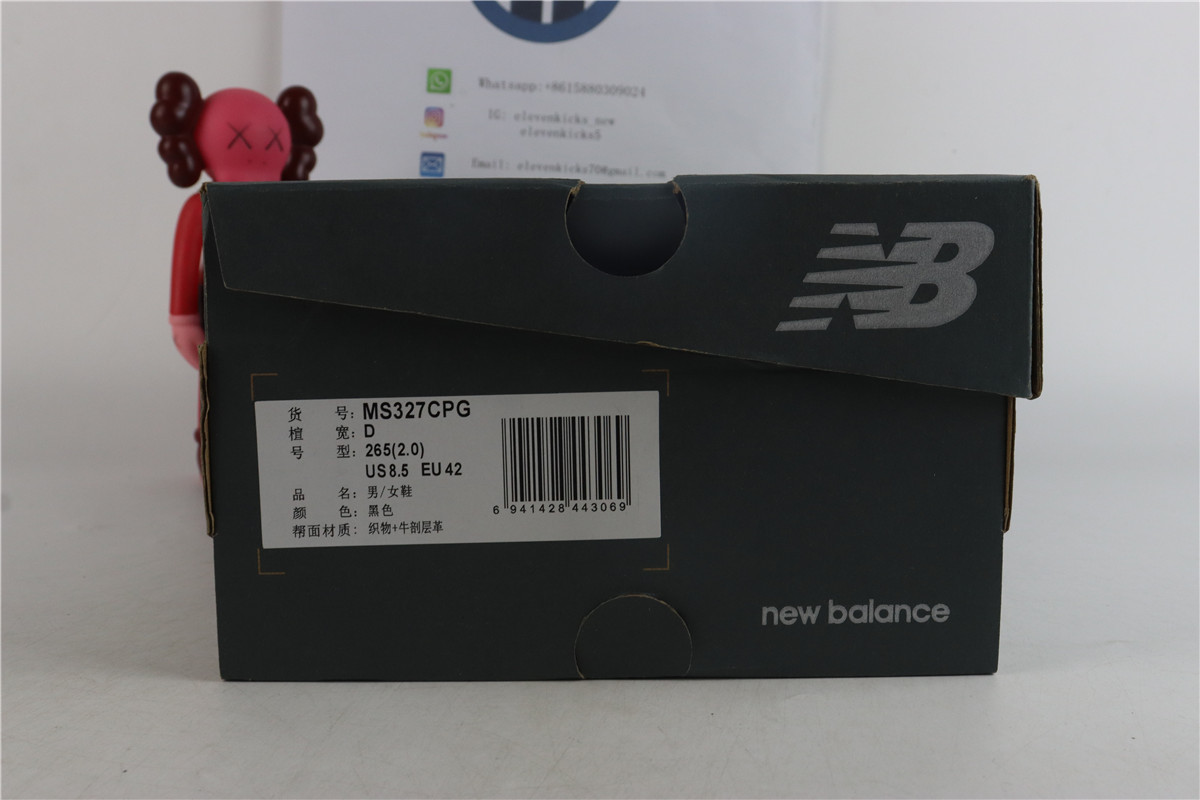 Whatsapp:+8615880309024
IG: elevenkicks_new
elevenkicks5
Email: elevenkicks70@gmail.com
NB
货 号: MS327CPG
楦 宽: D
号 型: 265(2.0)
US 8.5 EU 42
品 名: 男/女鞋
颜 色: 黑色
帮面材质: 织物+牛剖层革
6 941428 443069
new balance